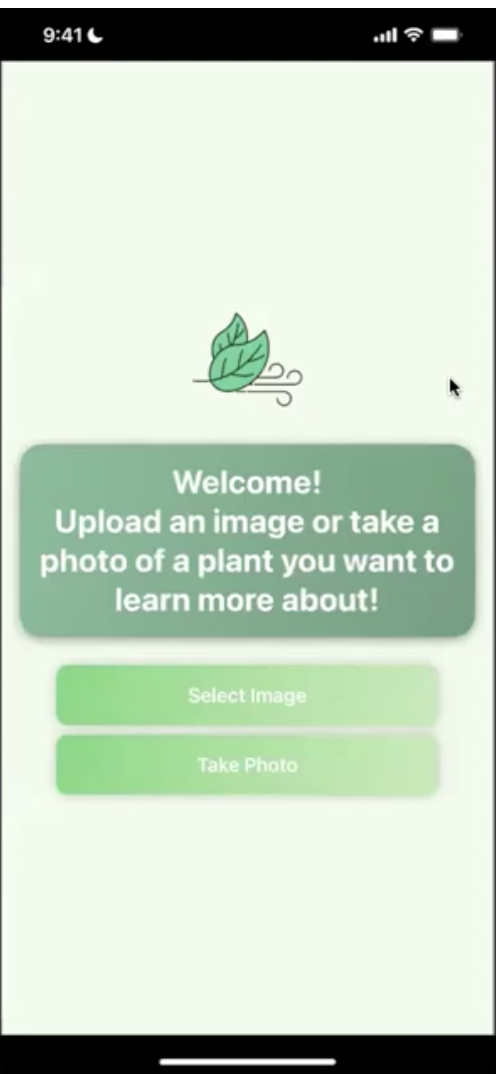 9:41
Welcome!
Upload an image or take a
photo of a plant you want to
learn more about!
Select Image
Take Photo